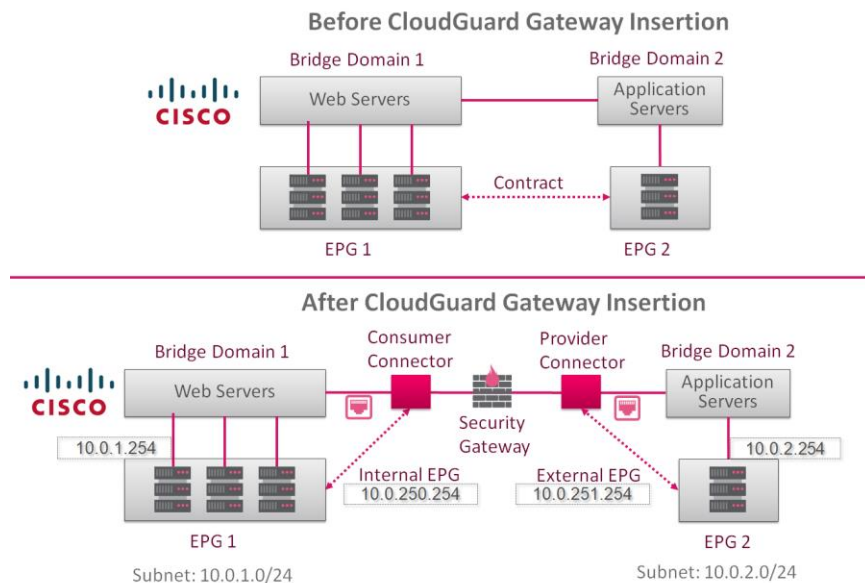 Before CloudGuard Gateway Insertion
Bridge Domain 1
Bridge Domain 2
CISCO
Web Servers
Application
Servers
Contract
EPG 1
EPG 2
After CloudGuard Gateway Insertion
Consumer
Connector
Provider
Connector
Bridge Domain 1
Bridge Domain 2
CISCO
Web Servers
Application
Servers
Security
Gateway
10.0.1.254
10.0.2.254
Internal EPG
10.0.250.254
External EPG
10.0.251.254
EPG 1
EPG 2
Subnet: 10.0.1.0/24
Subnet: 10.0.2.0/24